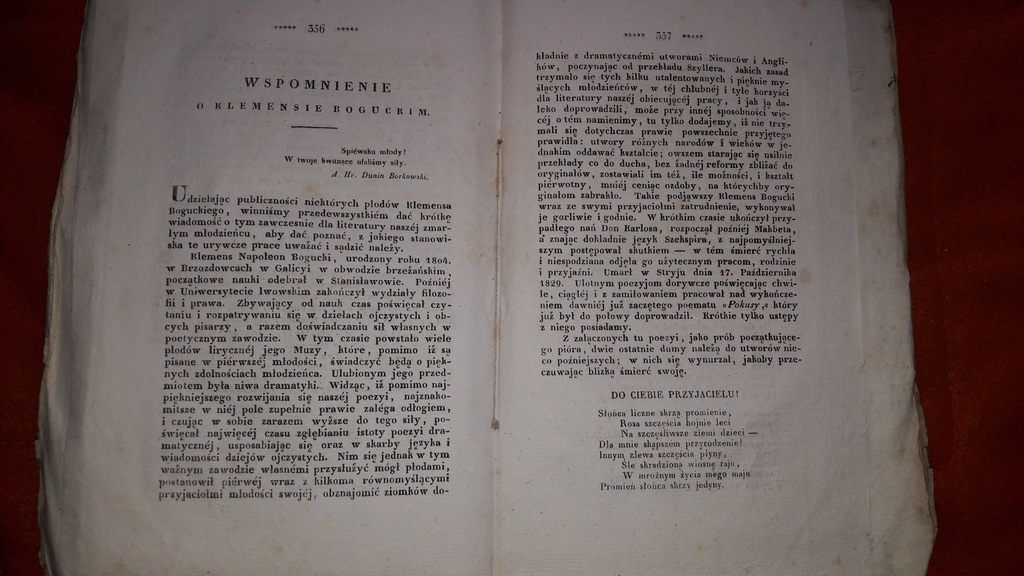 356
WSPOMNIENIE
O KLEMENSIE BOGUCKIM.
Spiéwaku młody!
W twoje kwanące ufaliśmy siły.
A. Hr. Dunin Borkowski.
Udzielając publiczności niektórych płodów Klemensa
Boguckiego, winniśmy przedewszystkiém dać krótkę
wiadomość o tym zawczesnie dla literatury naszéj zmar-
łym młodzieńcu, aby dać poznać, z jakiego stanowi-
ska te urywcze prace uważać i sądzić należy.
Klemens Napoleon Bogucki, urodzony roku 1804.
w Brzozdowcach w Galicyi w obwodzie brzeżańskim,
początkowe nauki odebrał w Stanisławowie. Poźniéj
w Uniwersytecie lwowskim zakończył wydziały filozo-
fii i prawa. Zbywający od nauk czas poświęcał czy-
taniu i rozpatrywaniu się w dziełach ojczystych i ob-
cych pisarzy, a razem doświadczaniu sił własnych w
poetycznym zawodzie. W tym czasie powstało wiele
płodów lirycznéj jego Muzy, które, pomimo iż są
pisane w piérwszéj młodości, świadczyć będą o pięk-
nych zdolnościach młodzieńca. Ulubionym jego przed-
miotem była niwa dramatyki. Widząc, iż pomimo naj-
piękniejszego rozwijania się naszéj poezyi, najznako-
mitsze w niéj pole zupełnie prawie zaléga odłogiem,
i czując w sobie zarazem wyższe do tego siły, po-
święcał najwięcéj czasu zgłębianiu istoty poezyi dra-
matycznéj, usposabiając się oraz w skarby języka i
wiadomości dziejów ojczystych. Nim się jednak w tym
ważnym zawodzie własnémi przysłużyć mógł płodami,
postanowił piérwéj wraz z kilkoma równomyślącymi
przyjaciołmi młodości swojéj, obznajomić ziomków do-
357
kładnie z dramatycznémi utworami Niemców i Angli-
ków, poczynając od przekładu Szyllera. Jakich zasad
trzymało się tych kilku utalentowanych i pięknie my-
ślących młodzieńców, w téj chlubnéj i tyle korzyści
dla literatury naszéj obiecującéj pracy, i jak ją da-
leko doprowadzili, może przy innéj sposobności wię-
céj o tém namienimy, tu tylko dodajemy, iż nie trzy-
mali się dotychczas prawie powszechnie przyjętego
prawidła: utwory różnych narodów i wieków w je-
dnakim oddawać kształcie; owszem starając się usilnie
przekłady co do ducha, bez żadnéj reformy zbliżać do
oryginałów, zostawiali im téż, ile możności, i kształt
piérwotny, mniéj ceniąc ozdoby, na którychby ory-
ginałom zabrakło. Takie podjąwszy Klemens Bogucki
wraz ze swymi przyjaciołmi zatrudnienie, wykonywał
je gorliwie i godnie. W krótkim czasie ukończył przy-
padłego nań Don Karlosa, rozpoczął poźniéj Makbeta,
a znając dokładnie język Szekspira, z najpomyślniej-
szym postępował skutkiem — w tém śmierć rychła
i niespodziana odjęła go użytecznym pracom, rodzinie
i przyjaźni. Umarł w Stryju dnia 17. Października
1829. Ulotnym poezyjom dorywcze poświęcając chwi-
le, ciągléj i z zamiłowaniem pracował nad wykończe-
niem dawniéj już zaczętego poematu »Pokusy,« który
już był do połowy doprowadził. Krótkie tylko ustępy
z niego posiadamy.
Z załączonych tu poezyi, jako prób początkujące-
go pióra, dwie ostatnie dumy należą do utworów nie-
co poźniejszych; w nich się wynurzał, jakoby prze-
czuwając blizką śmierć swoję.
DO CIEBIE PRZYJACIELU!
Słońca liczne skrzą promienie,
Rosa szczęścia hojnie leci
Na szczęśliwsze ziemi dzieci —
Dla mnie skąpszem przyrodzenie!
Innym zlewa szczęścia płyny,
Śle skradzioną wiosnę raju,
W mroźnym życia mego maju
Promień słońca skrzy jedyny.